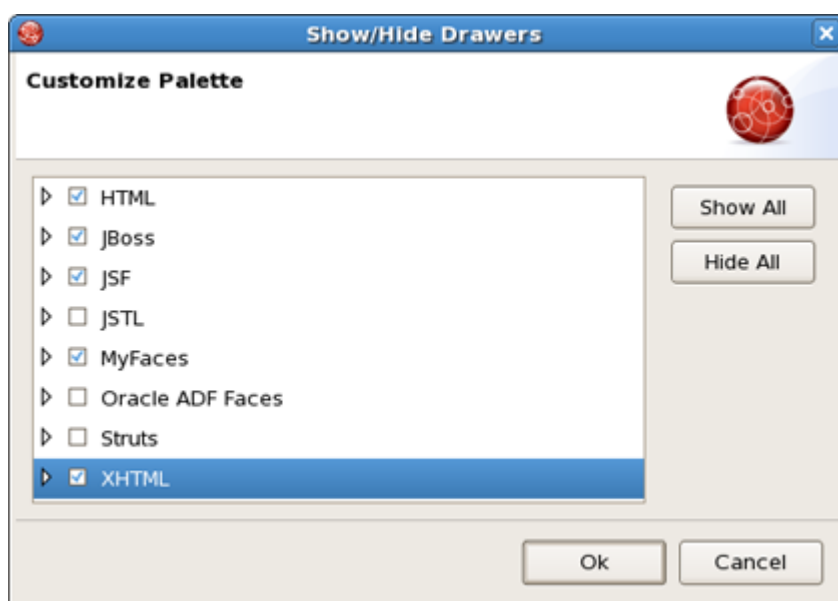 Show/Hide Drawers
Customize Palette
HTML
JBoss
JSF
JSTL
MyFaces
Oracle ADF Faces
Struts
XHTML
Show All
Hide All
Ok
Cancel